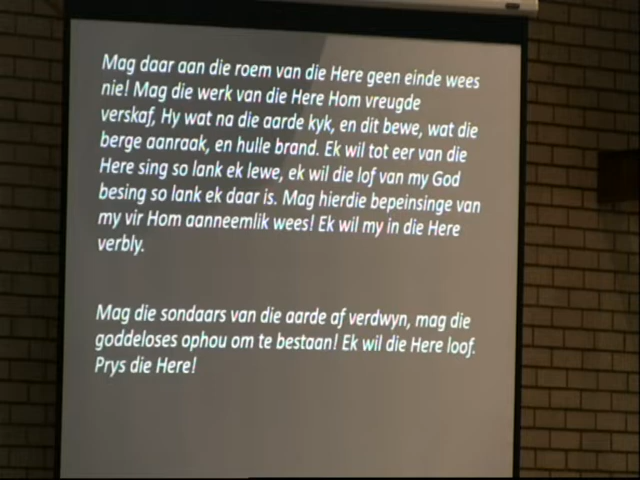 Mag daar aan die roem van die Here geen einde wees
nie! Mag die werk van die Here Hom vreugde
verskaf, Hy wat na die aarde kyk, en dit bewe, wat die
berge aanraak, en hulle brand. Ek wil tot eer van die
Here sing so lank ek lewe, ek wil die lof van my God
besing so lank ek daar is. Mag hierdie bepeinsinge van
my vir Hom aanneemlik wees! Ek wil my in die Here
verbly.
Mag die sondaars van die aarde af verdwyn, mag die
goddeloses ophou om te bestaan! Ek wil die Here loof.
Prys die Here!